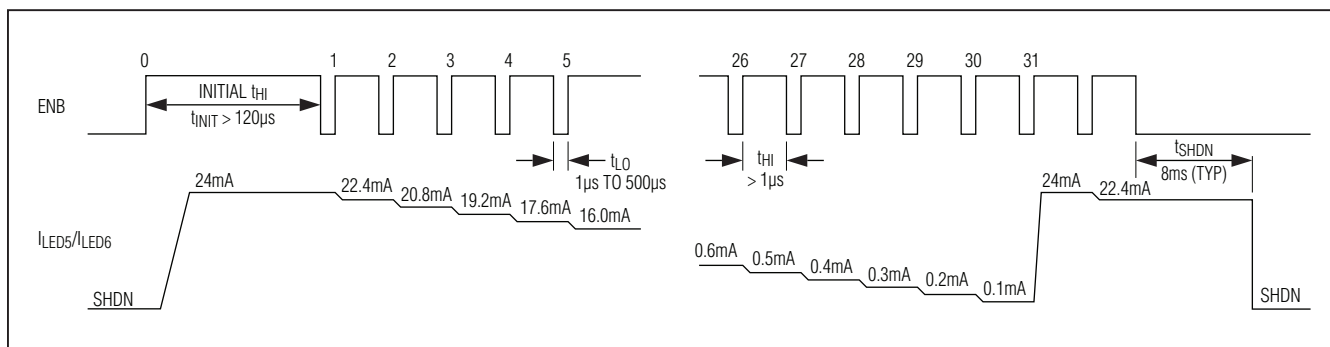 0 1 2 3 4 5 26 27 28 29 30 31
ENB
INITIAL tHI
tINIT > 120µs
tLO
1µs TO 500µs
tHI
> 1µs
tSHDN
8ms (TYP)
ILED5/ILED6
SHDN
24mA
22.4mA
20.8mA
19.2mA
17.6mA
16.0mA
0.6mA
0.5mA
0.4mA
0.3mA
0.2mA
0.1mA
24mA
22.4mA
SHDN